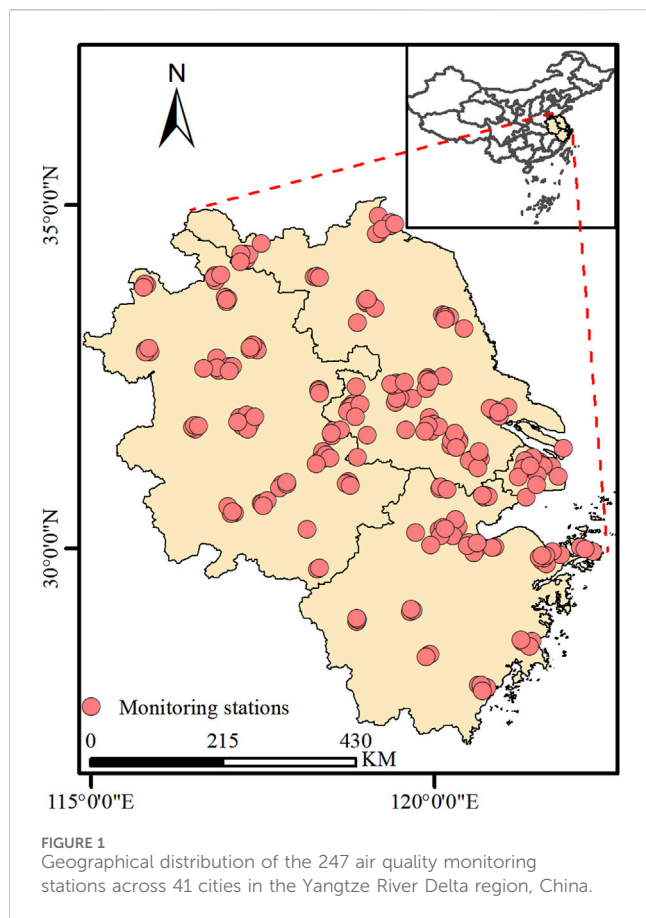 N
35°0'0"N
30°0'0"N
Monitoring stations
0 215 430
KM
115°0'0"E 120°0'0"E
FIGURE 1
Geographical distribution of the 247 air quality monitoring
stations across 41 cities in the Yangtze River Delta region, China.